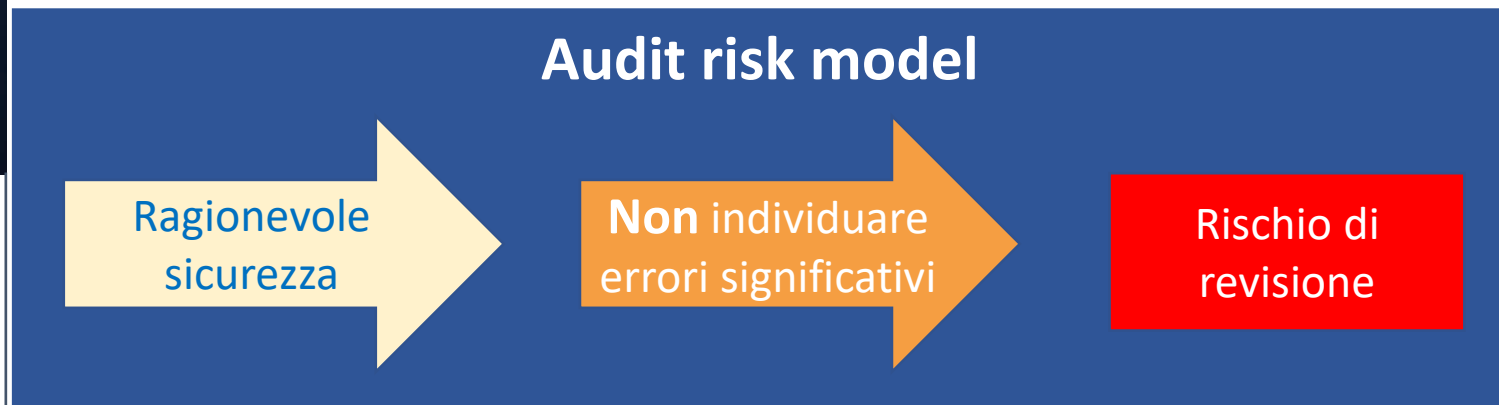 Audit risk model
Ragionevole
sicurezza
Non individuare
errori significativi
Rischio di
revisione